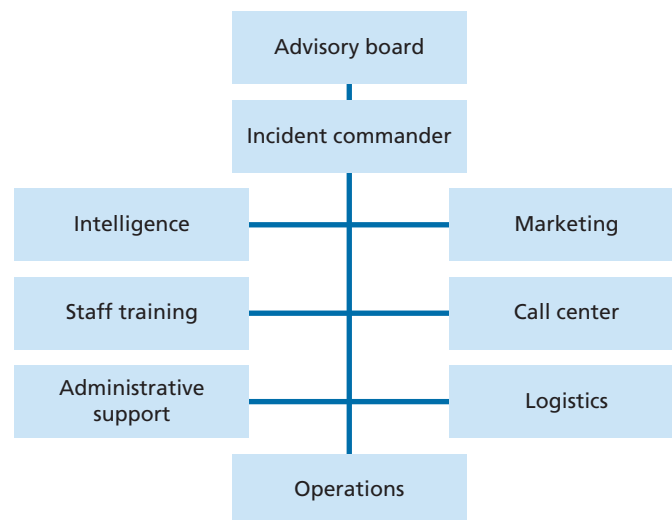 Advisory board
Incident commander
Intelligence
Marketing
Staff training
Call center
Administrative
support
Logistics
Operations